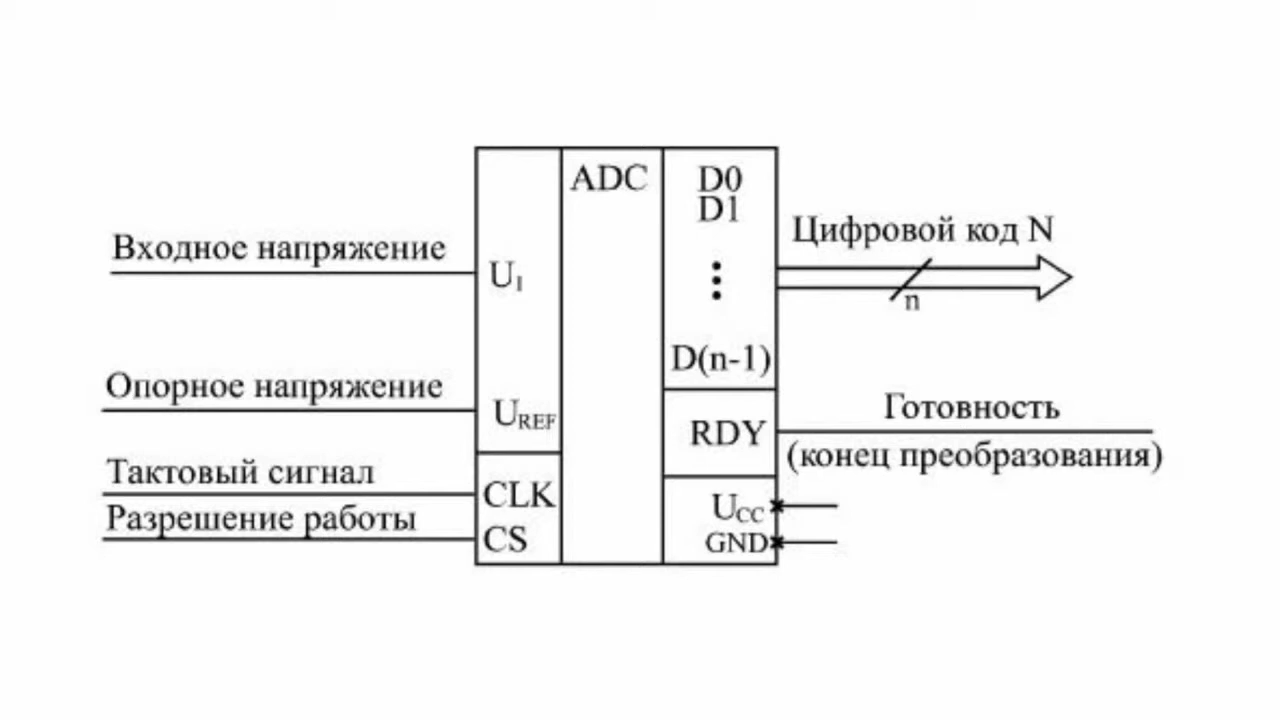 ADC
D0
D1
Цифровой код N
Входное напряжение
U1
n
D(n-1)
Опорное напряжение
UREF
Готовность
RDY
(конец преобразования)
Тактовый сигнал
CLK
UCC
Разрешение работы
CS
GND